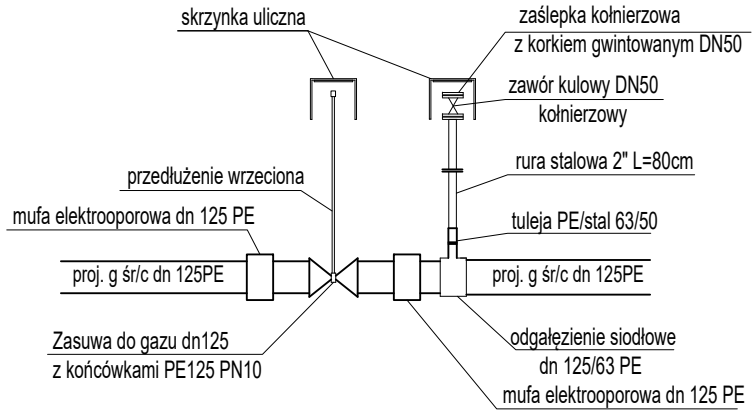 skrzynka uliczna
zaślepka kołnierzowa
z korkiem gwintowanym DN50
zawór kulowy DN50
kołnierzowy
przedłużenie wrzeciona
rura stalowa 2" L=80cm
mufa elektrooporowa dn 125 PE
tuleja PE/stal 63/50
proj. g śr/c dn 125PE
proj. g śr/c dn 125PE
Zasuwa do gazu dn125
z końcówkami PE125 PN10
odgałęzienie siodłowe
dn 125/63 PE
mufa elektrooporowa dn 125 PE